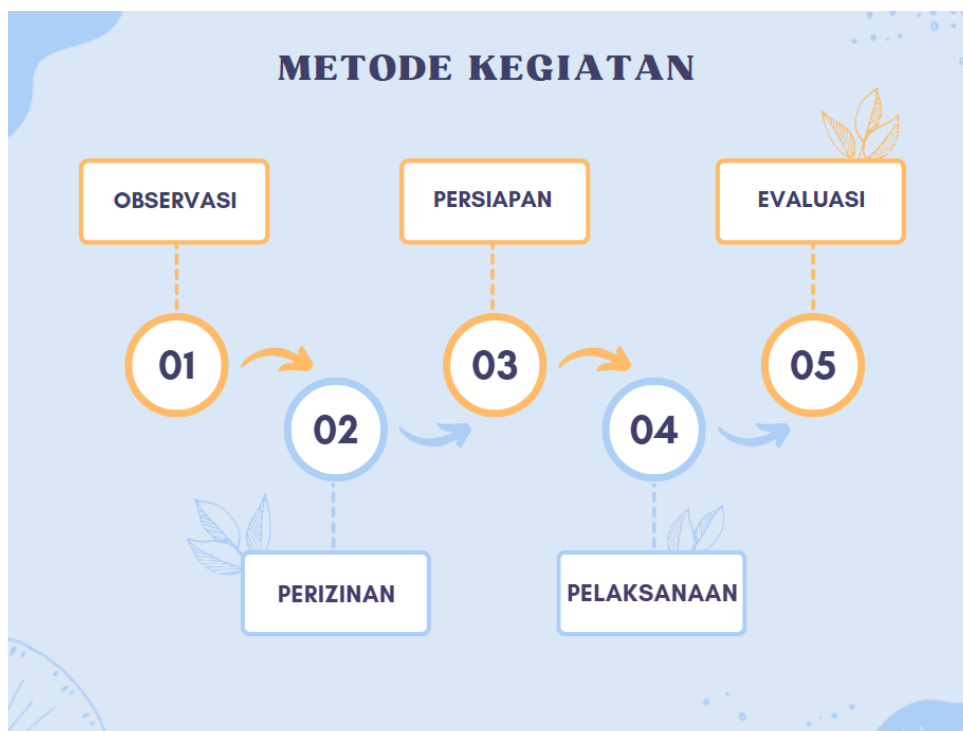 METODE KEGIATAN
OBSERVASI
PERSIAPAN
EVALUASI
01
03
05
02
04
PERIZINAN
PELAKSANAAN